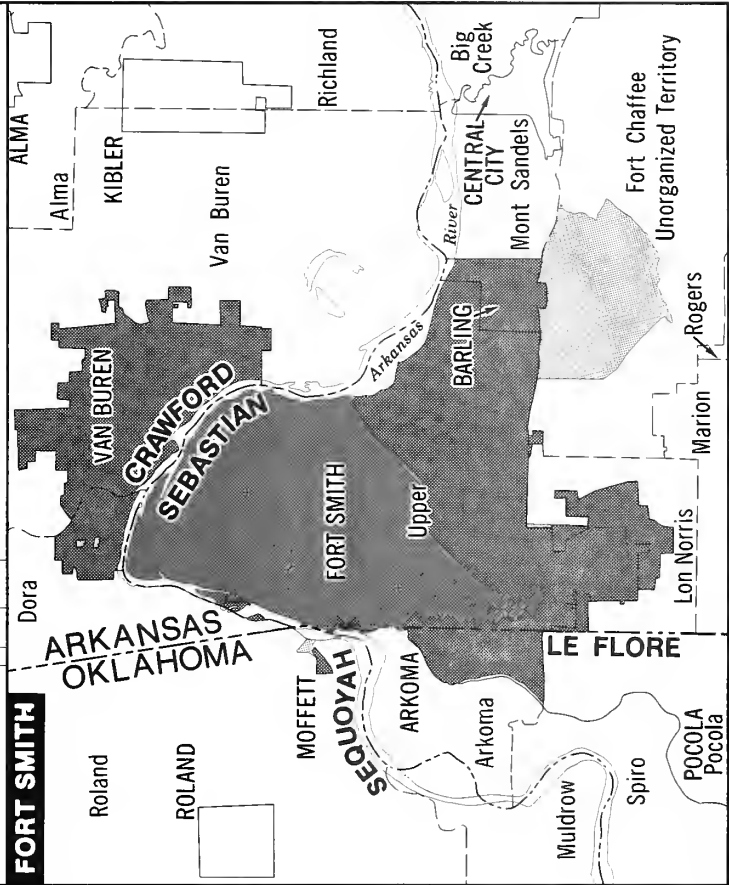 FORT SMITH
Roland
ROLAND
MOFFETT
SEQUOYAH
ARKOMA
Arkoma
Muldrow
Spiro
POCOLA
Pocola
ARKANSAS
OKLAHOMA
LE FLORE
Dora
VAN BUREN
CRAWFORD
SEBASTIAN
FORT SMITH
Upper
Lon Norris
BARLING
Arkansas
River
Marion
Rogers
ALMA
Alma
KIBLER
Van Buren
Richland
Big
Creek
CENTRAL
CITY
Mont Sandels
Fort Chaffee
Unorganized Territory